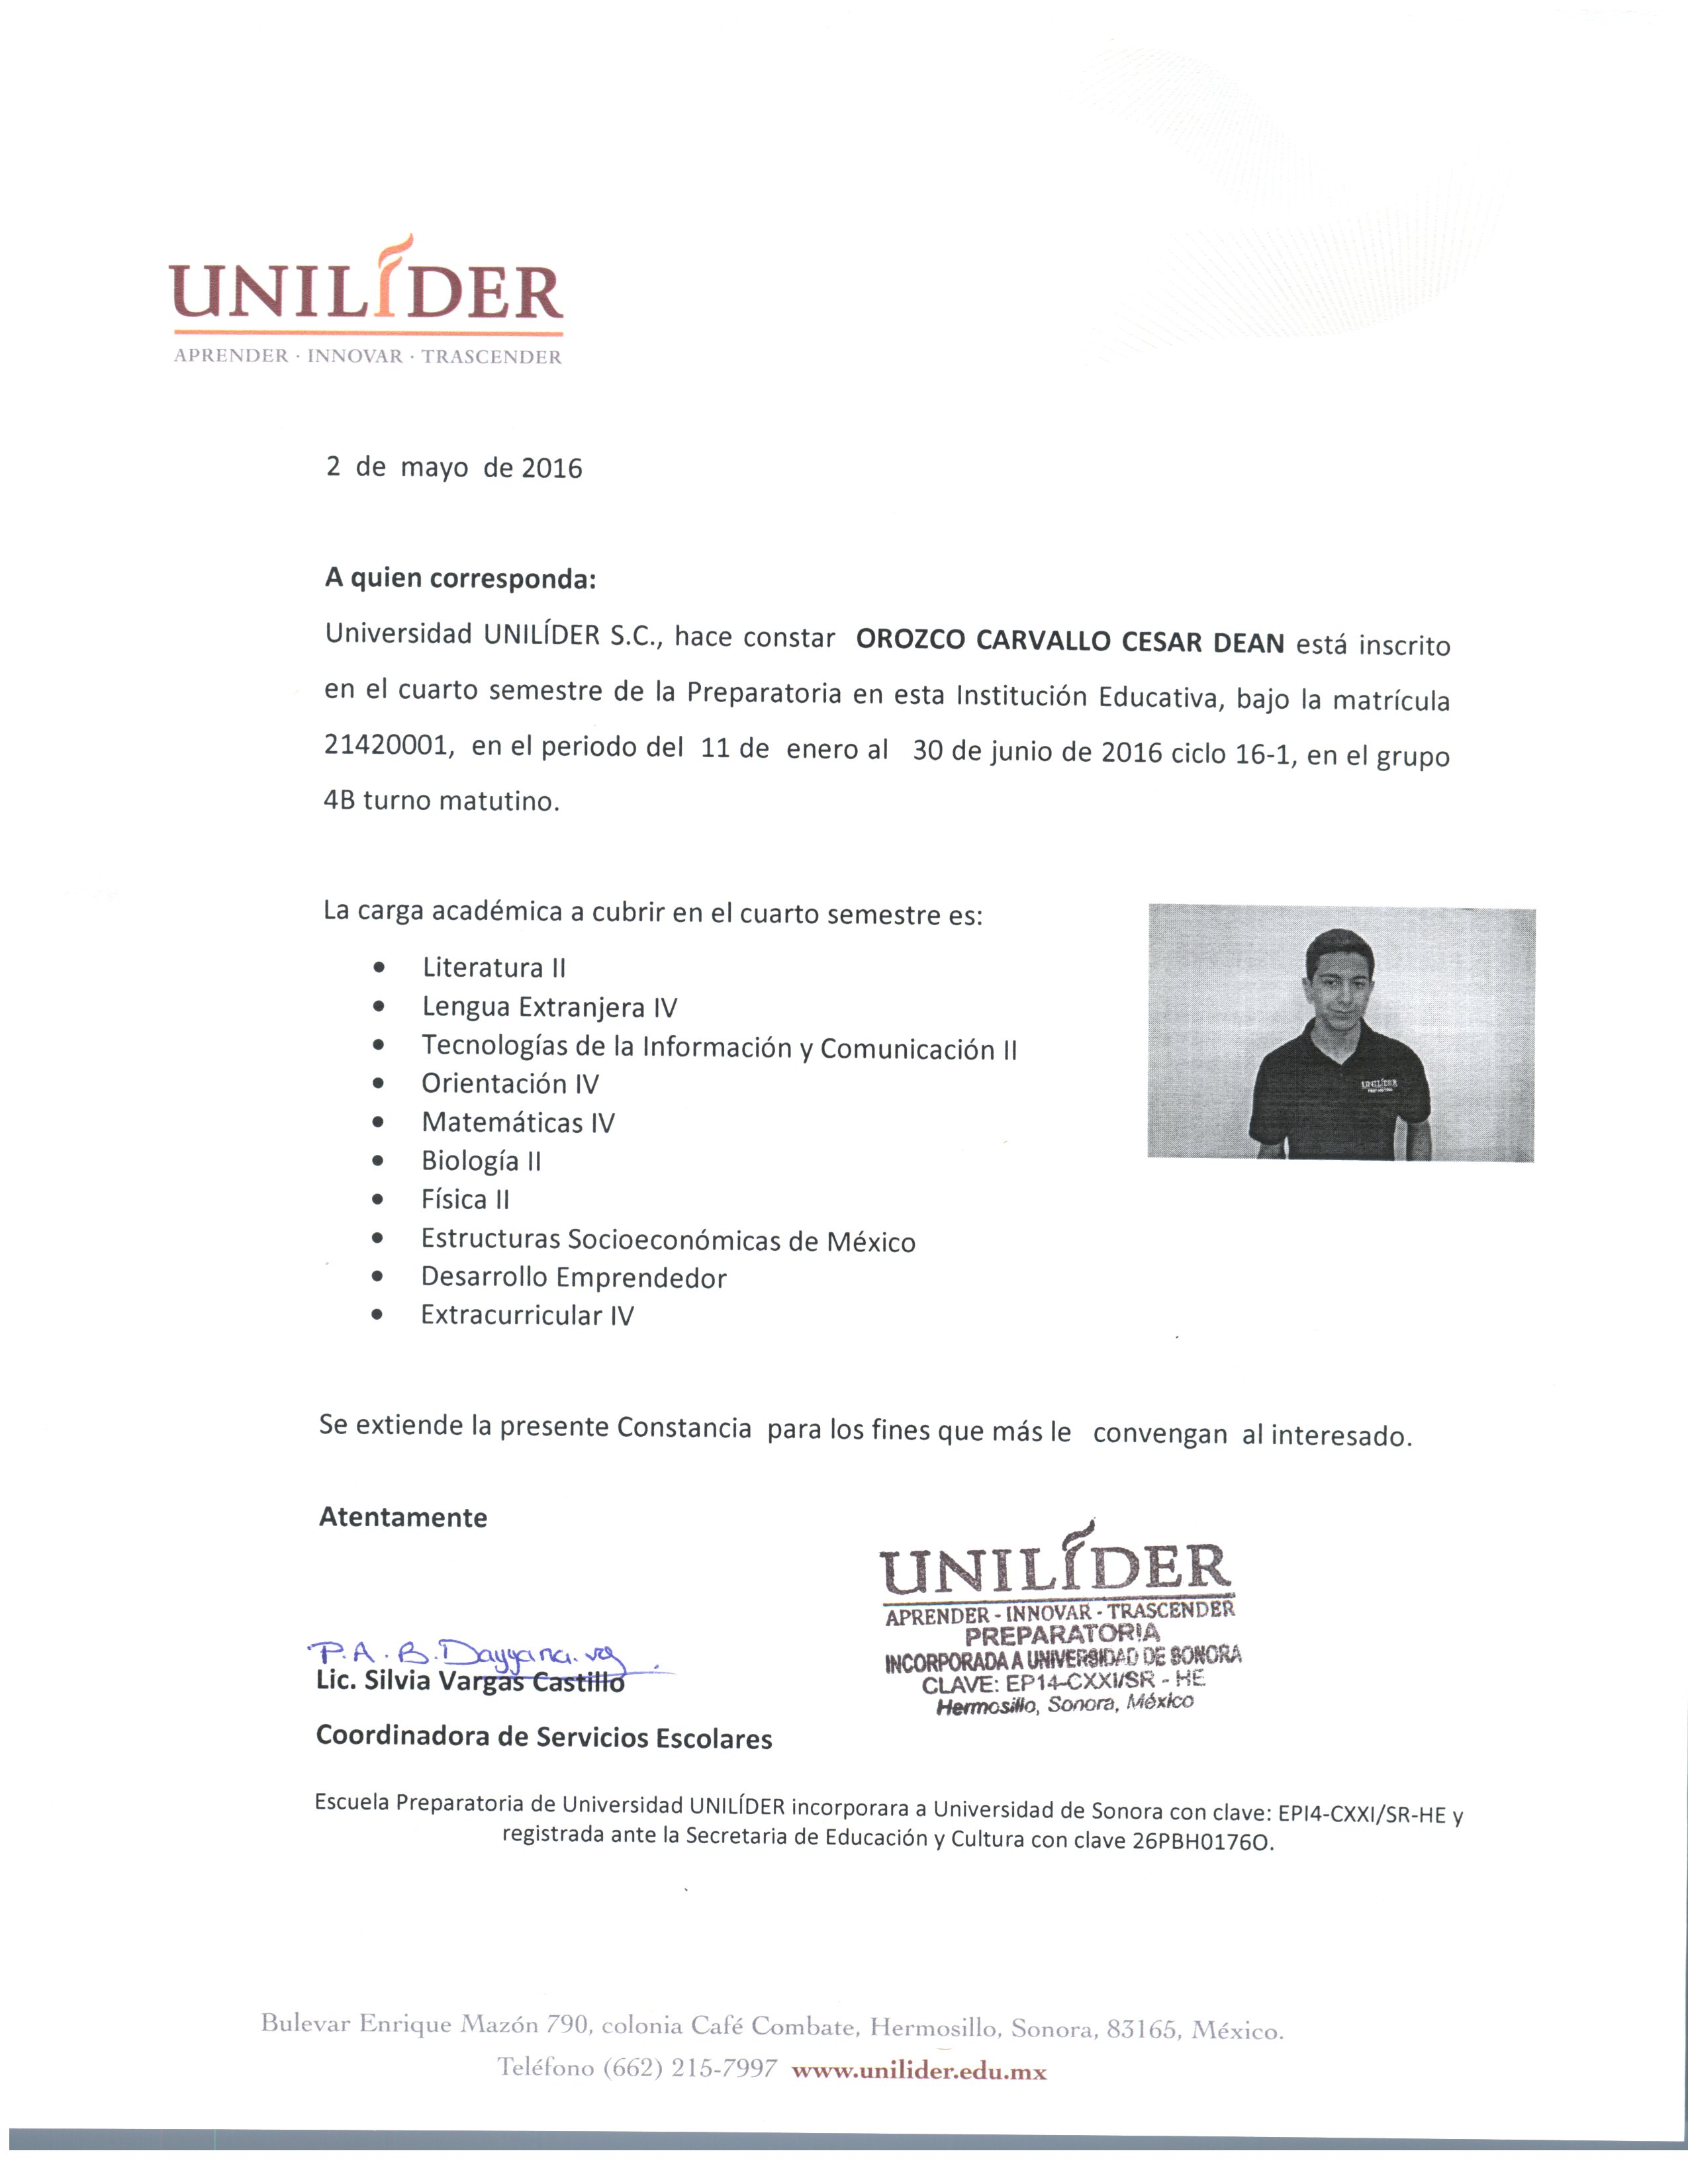 UNILÍDER
APRENDER · INNOVAR · TRASCENDER
2 de mayo de 2016
A quien corresponda:
Universidad UNILÍDER S.C., hace constar OROZCO CARVALLO CESAR DEAN está inscrito
en el cuarto semestre de la Preparatoria en esta Institución Educativa, bajo la matrícula
21420001, en el periodo del 11 de enero al 30 de junio de 2016 ciclo 16-1, en el grupo
4B turno matutino.
La carga académica a cubrir en el cuarto semestre es:
• Literatura II
• Lengua Extranjera IV
• Tecnologías de la Información y Comunicación II
• Orientación IV
• Matemáticas IV
• Biología II
• Física II
• Estructuras Socioeconómicas de México
• Desarrollo Emprendedor
• Extracurricular IV
UNILÍDER
Se extiende la presente Constancia para los fines que más le convengan al interesado.
Atentamente
P.A. B. Dayyana
Lic. Silvia Vargas Castillo
Coordinadora de Servicios Escolares
UNILÍDER
APRENDER - INNOVAR - TRASCENDER
PREPARATORIA
INCORPORADA A UNIVERSIDAD DE SONORA
CLAVE: EP14-CXXI/SR - HE
Hermosillo, Sonora, México
Escuela Preparatoria de Universidad UNILÍDER incorporara a Universidad de Sonora con clave: EPI4-CXXI/SR-HE y
registrada ante la Secretaria de Educación y Cultura con clave 26PBH0176O.
Bulevar Enrique Mazón 790, colonia Café Combate, Hermosillo, Sonora, 83165, México.
Teléfono (662) 215-7997 www.unilider.edu.mx